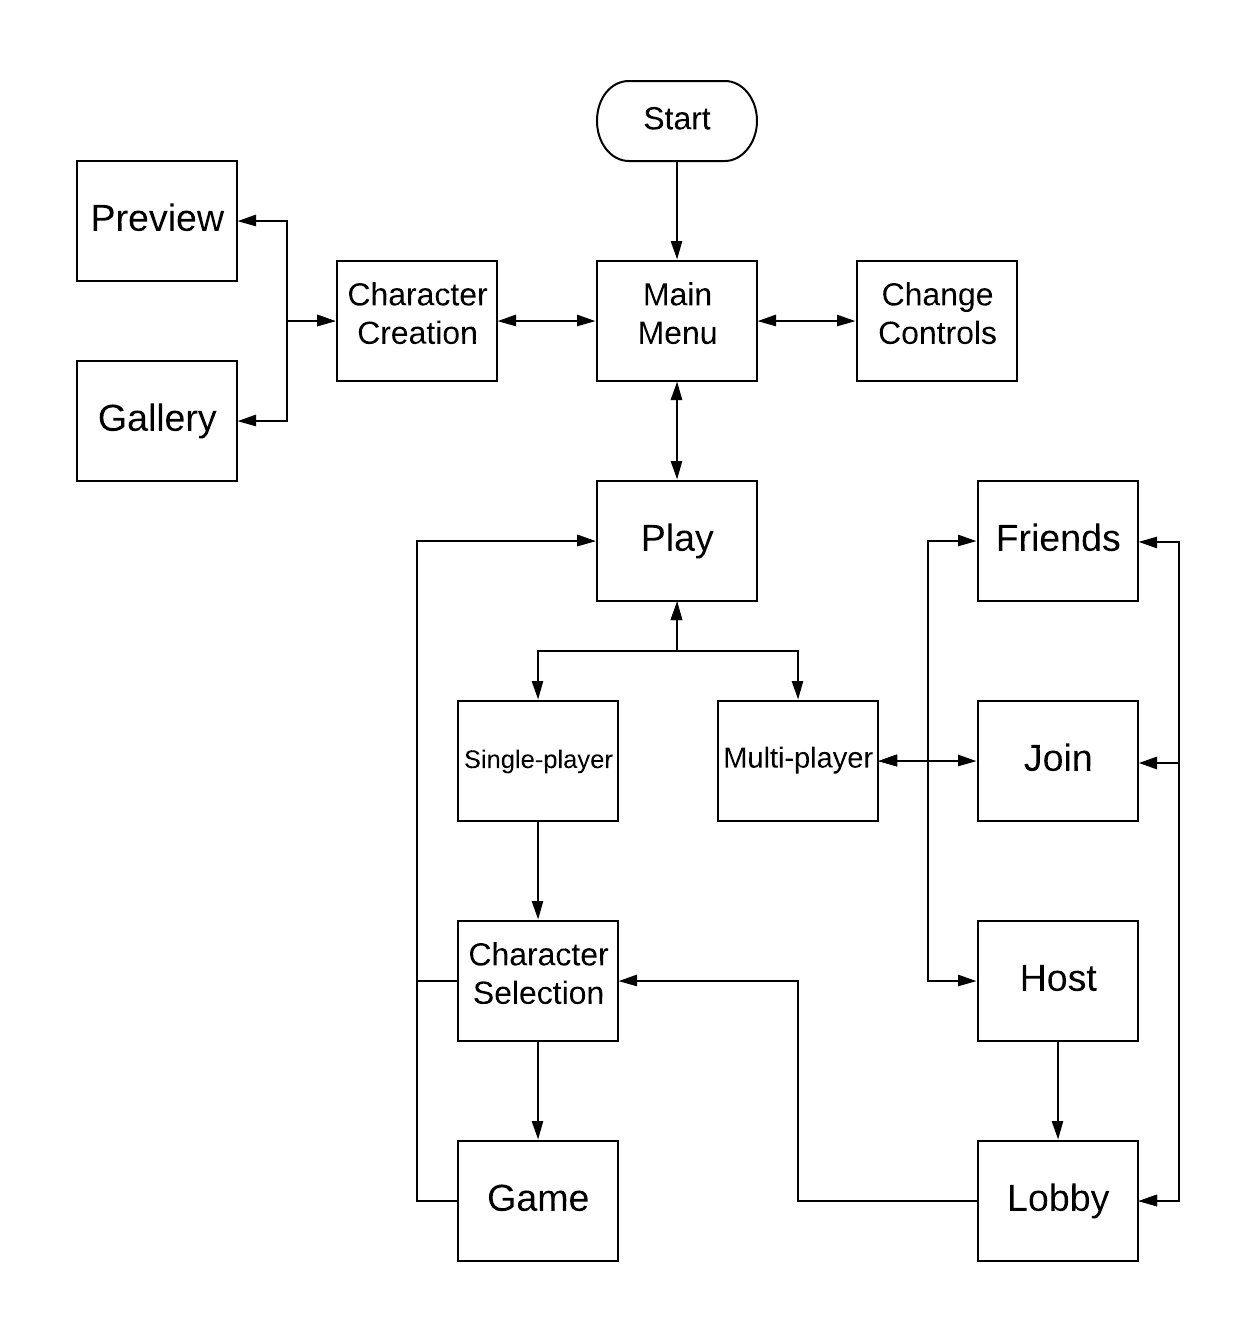 Start
Preview
Character
Creation
Main
Menu
Change
Controls
Gallery
Play
Friends
Single-player
Multi-player
Join
Character
Selection
Host
Game
Lobby